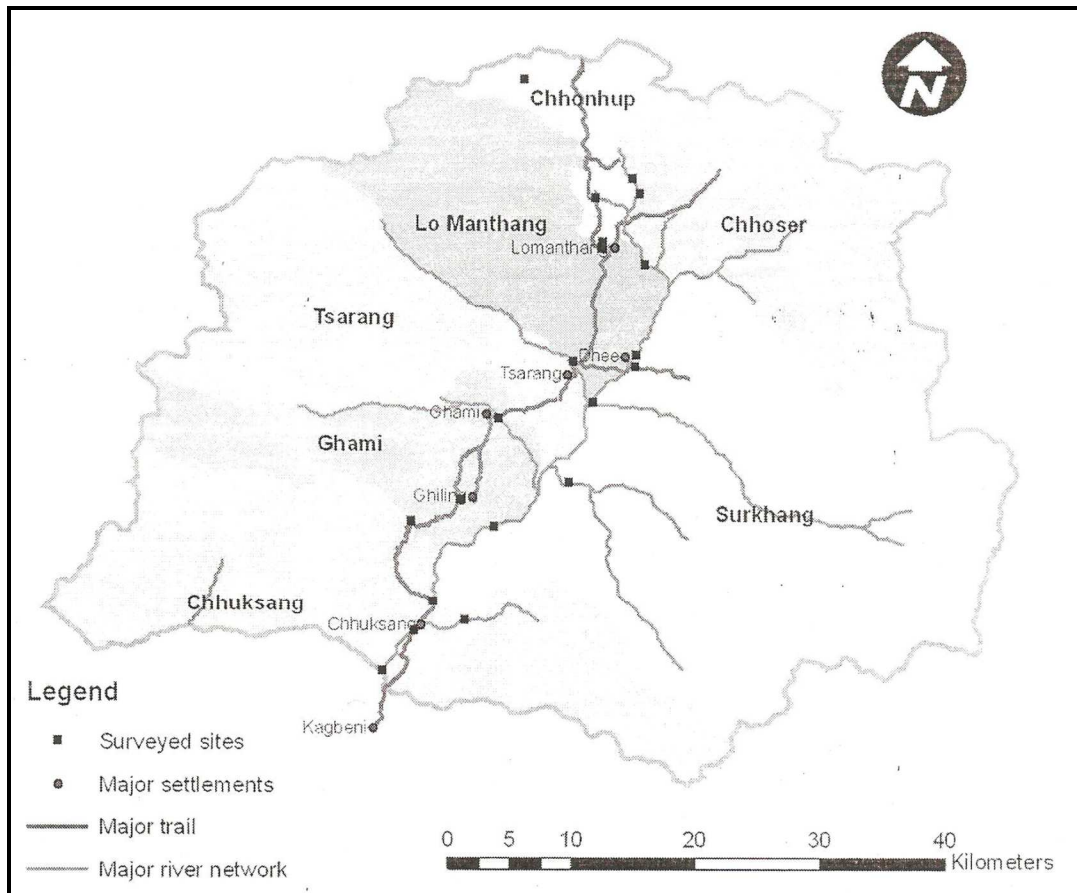 N
Chhonhup
Lo Manthang
Chhoser
Lomanthang
Tsarang
Dhee
Tsarang
Ghami
Ghami
Ghiling
Surkhang
Chhuksang
Chhuksang
Kagbeni
Legend
Surveyed sites
Major settlements
Major trail
Major river network
0 5 10 20 30 40
Kilometers